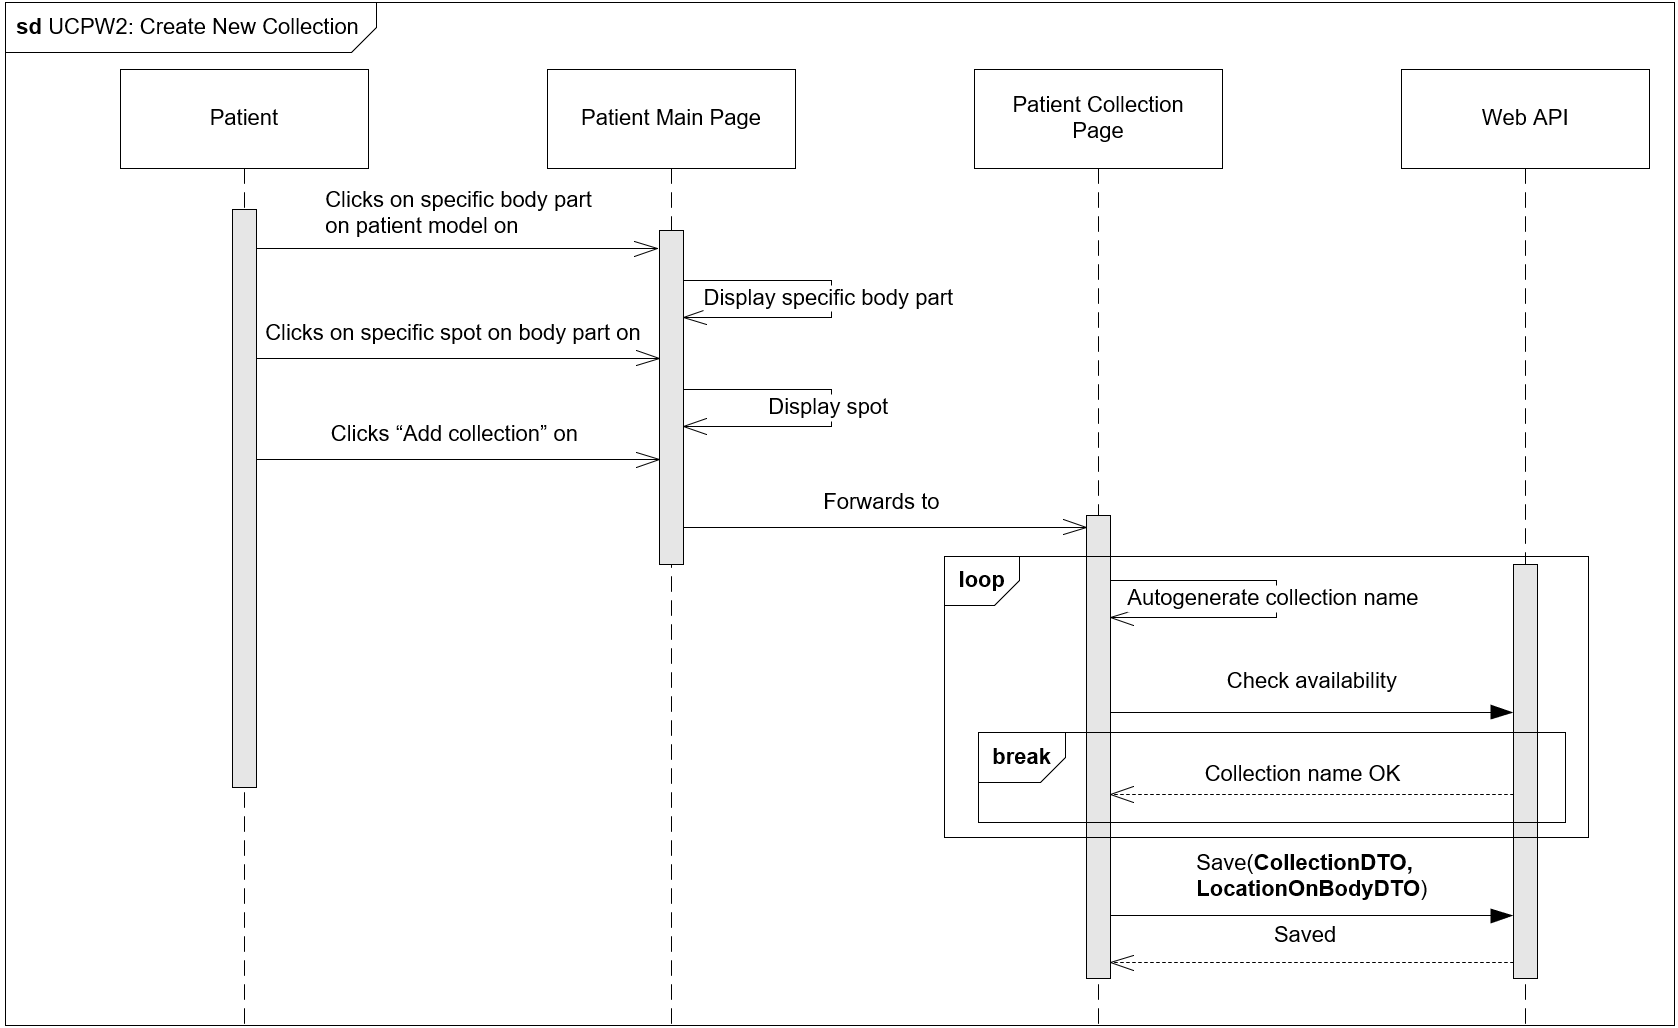 sd UCPW2: Create New Collection
Patient
Patient Main Page
Patient Collection
Page
Web API
Clicks on specific body part
on patient model on
Display specific body part
Clicks on specific spot on body part on
Display spot
Clicks “Add collection” on
Forwards to
loop
Autogenerate collection name
Check availability
break
Collection name OK
Save(CollectionDTO,
LocationOnBodyDTO)
Saved